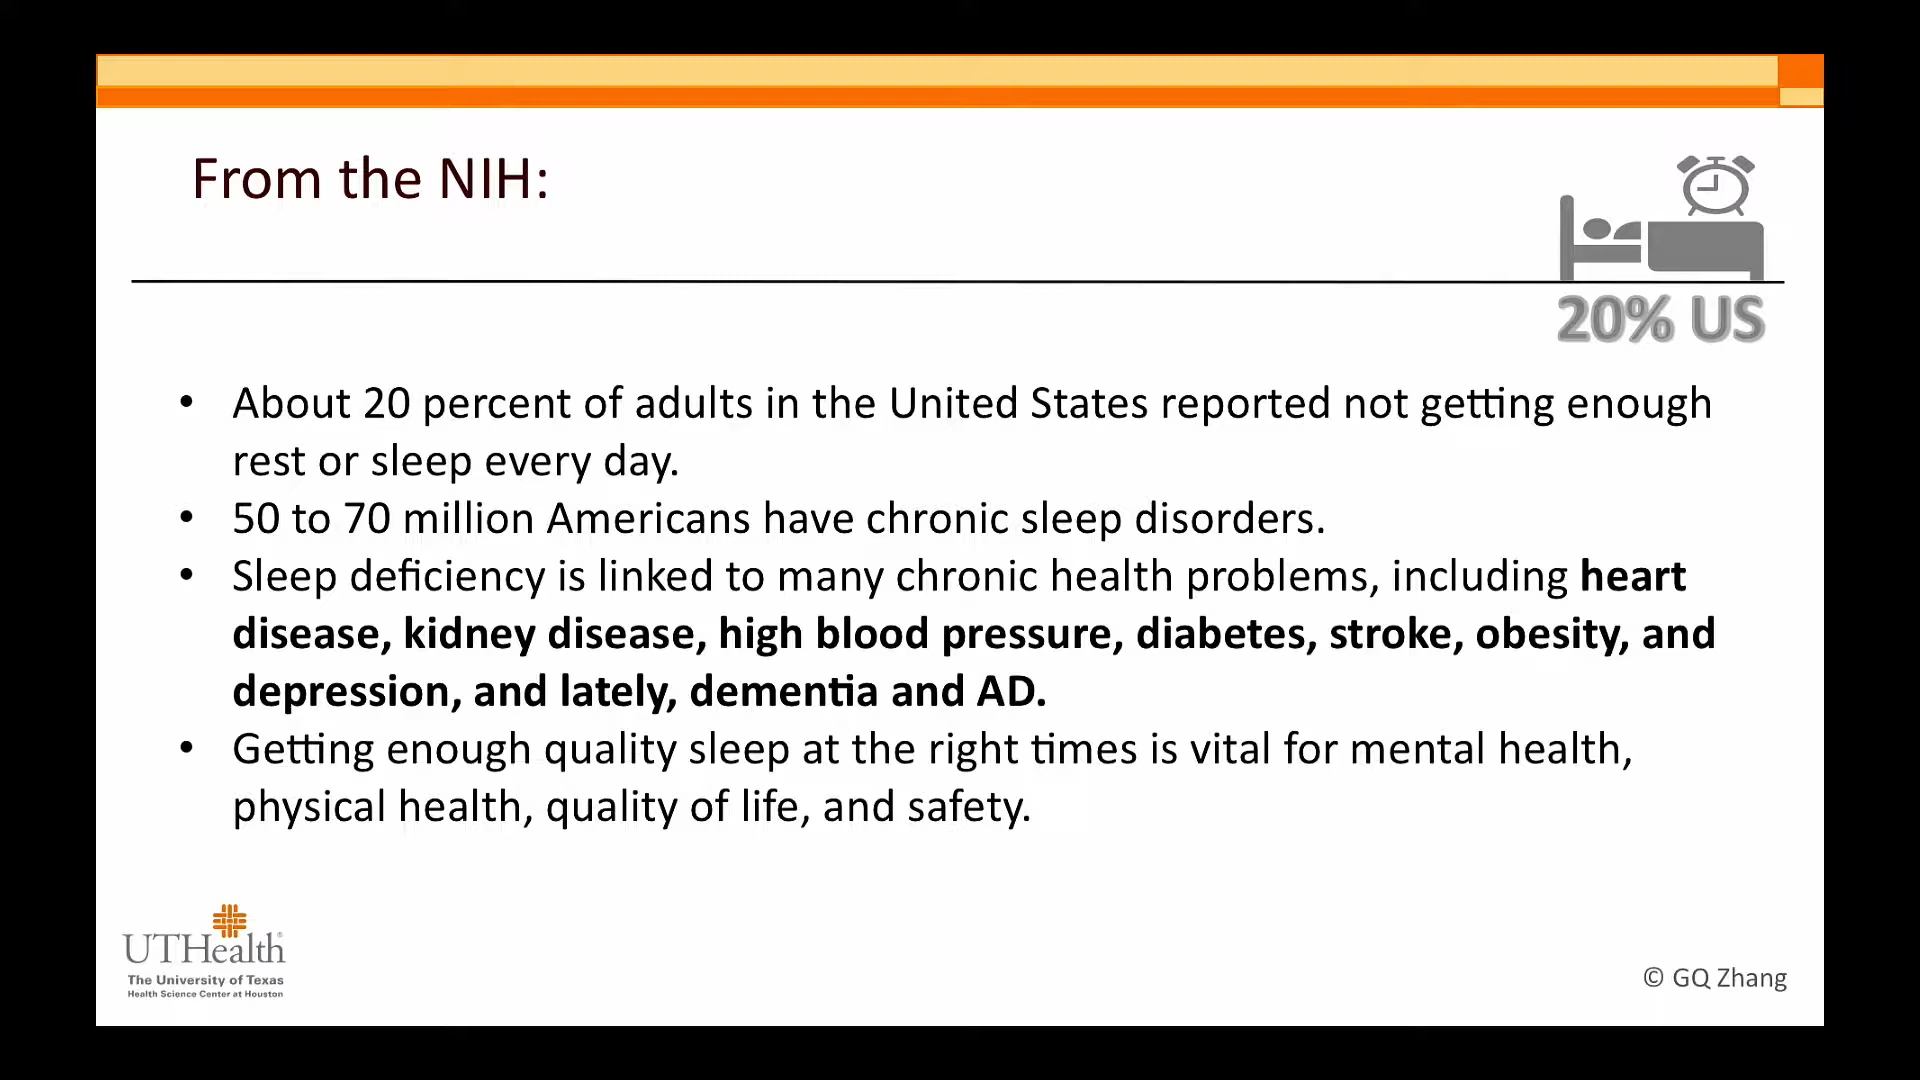 From the NIH:
20% US
• About 20 percent of adults in the United States reported not getting enough
rest or sleep every day.
• 50 to 70 million Americans have chronic sleep disorders.
• Sleep deficiency is linked to many chronic health problems, including heart
disease, kidney disease, high blood pressure, diabetes, stroke, obesity, and
depression, and lately, dementia and AD.
• Getting enough quality sleep at the right times is vital for mental health,
physical health, quality of life, and safety.
UTHealth®
The University of Texas
Health Science Center at Houston
© GQ Zhang